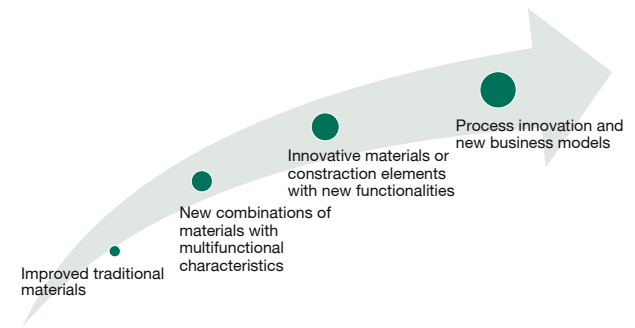 Process innovation and
new business models
Innovative materials or
constraction elements
with new functionalities
New combinations of
materials with
multifunctional
characteristics
Improved traditional
materials